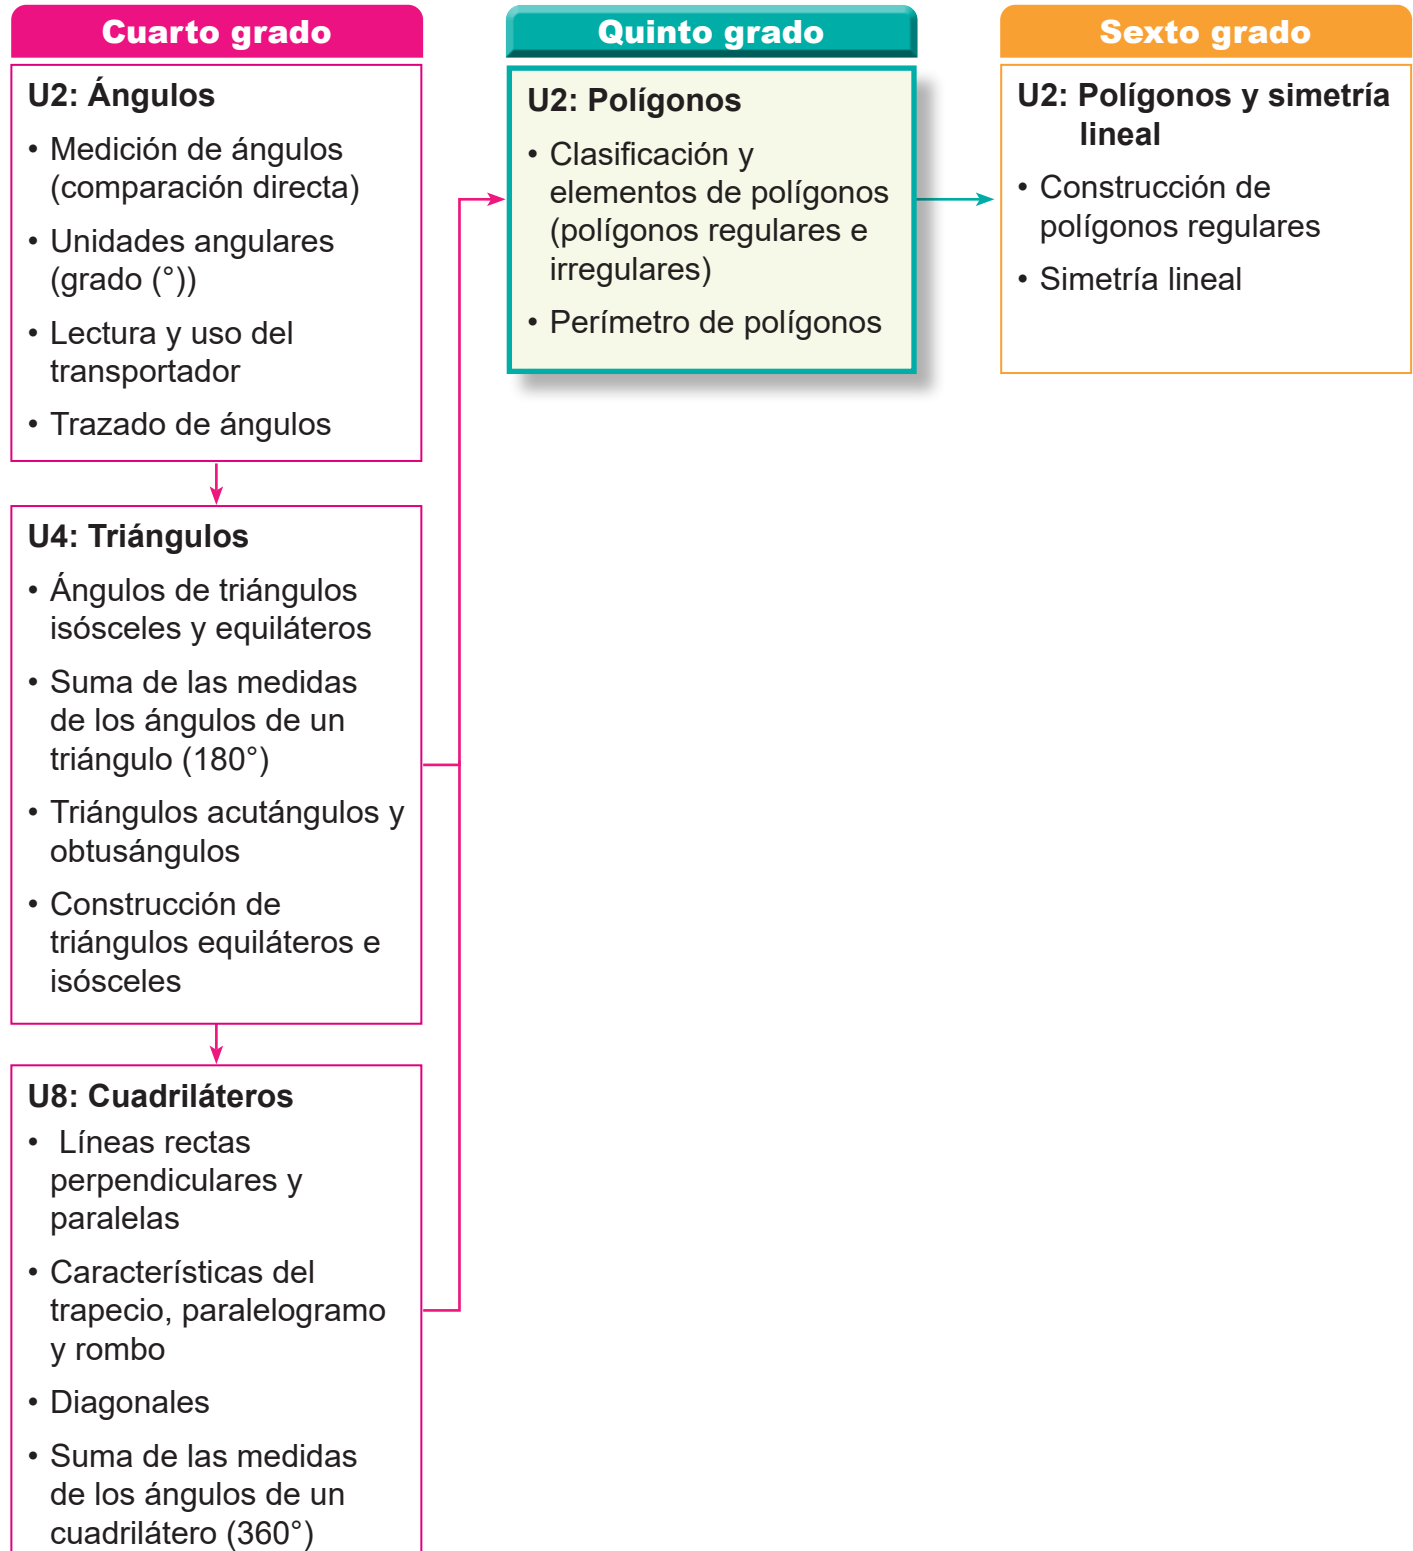 Cuarto grado
U2: Ángulos
• Medición de ángulos
(comparación directa)
• Unidades angulares
(grado (°))
• Lectura y uso del
transportador
• Trazado de ángulos
U4: Triángulos
• Ángulos de triángulos
isósceles y equiláteros
• Suma de las medidas
de los ángulos de un
triángulo (180°)
• Triángulos acutángulos y
obtusángulos
• Construcción de
triángulos equiláteros e
isósceles
U8: Cuadriláteros
• Líneas rectas
perpendiculares y
paralelas
• Características del
trapecio, paralelogramo
y rombo
• Diagonales
• Suma de las medidas
de los ángulos de un
cuadrilátero (360°)
Quinto grado
U2: Polígonos
• Clasificación y
elementos de polígonos
(polígonos regulares e
irregulares)
• Perímetro de polígonos
Sexto grado
U2: Polígonos y simetría
lineal
• Construcción de
polígonos regulares
• Simetría lineal